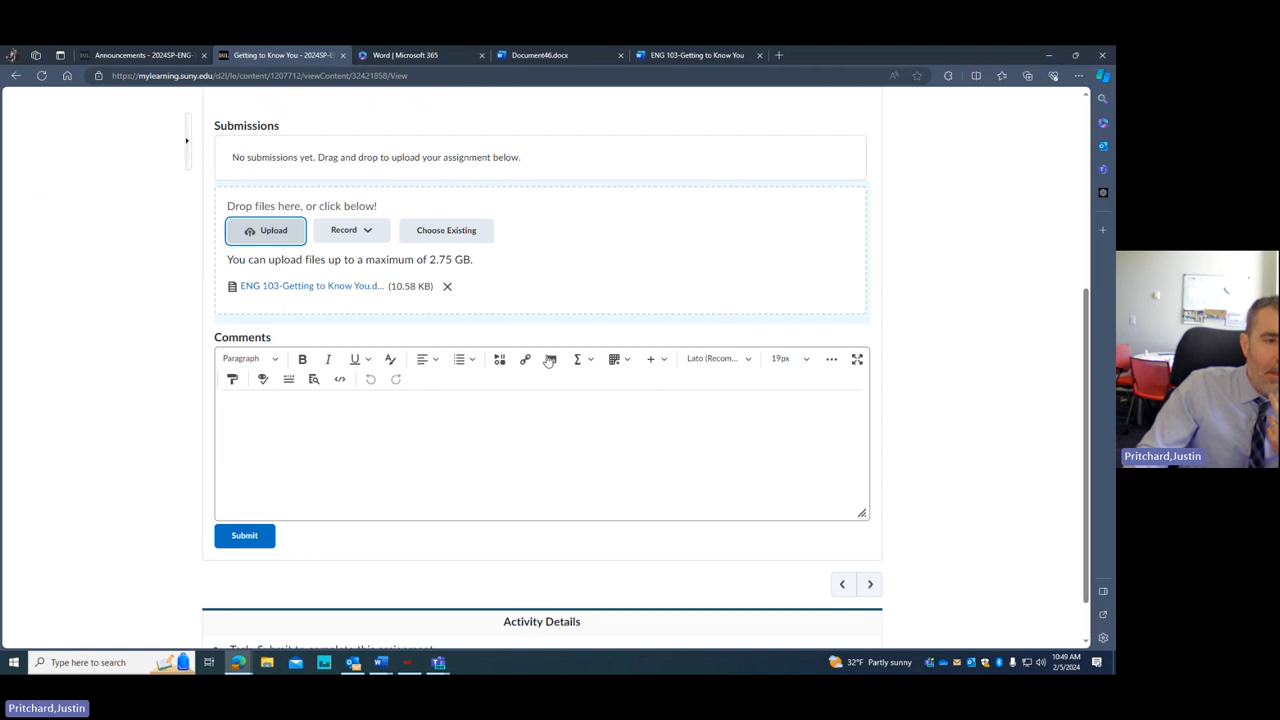 Announcements - 2024SP-ENG-
Getting to Know You - 2024SP-E
Word | Microsoft 365
Document46.docx
ENG 103-Getting to Know You
https://mylearning.suny.edu/d2l/le/content/1207712/viewContent/32421858/View
Submissions
No submissions yet. Drag and drop to upload your assignment below.
Drop files here, or click below!
Upload
Record
Choose Existing
You can upload files up to a maximum of 2.75 GB.
ENG 103-Getting to Know You.d... (10.58 KB)
Comments
Paragraph
Lato (Recom...
19px
Submit
Activity Details
Type here to search
32°F Partly sunny
10:49 AM
2/5/2024
Pritchard,Justin
Pritchard,Justin